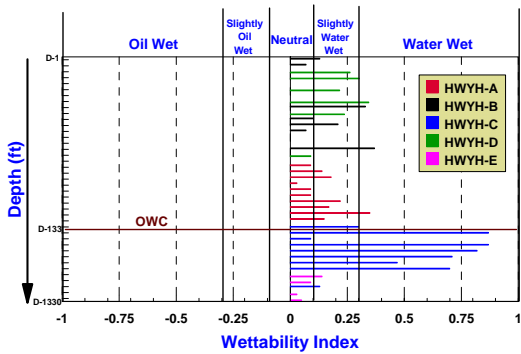 Oil Wet
Slightly
Oil
Wet
Neutral
Slightly
Water
Wet
Water Wet
D-1
HWYH-A
HWYH-B
HWYH-C
HWYH-D
HWYH-E
Depth (ft)
OWC
D-133
D-1330
-1 -0.75 -0.5 -0.25 0 0.25 0.5 0.75 1
Wettability Index